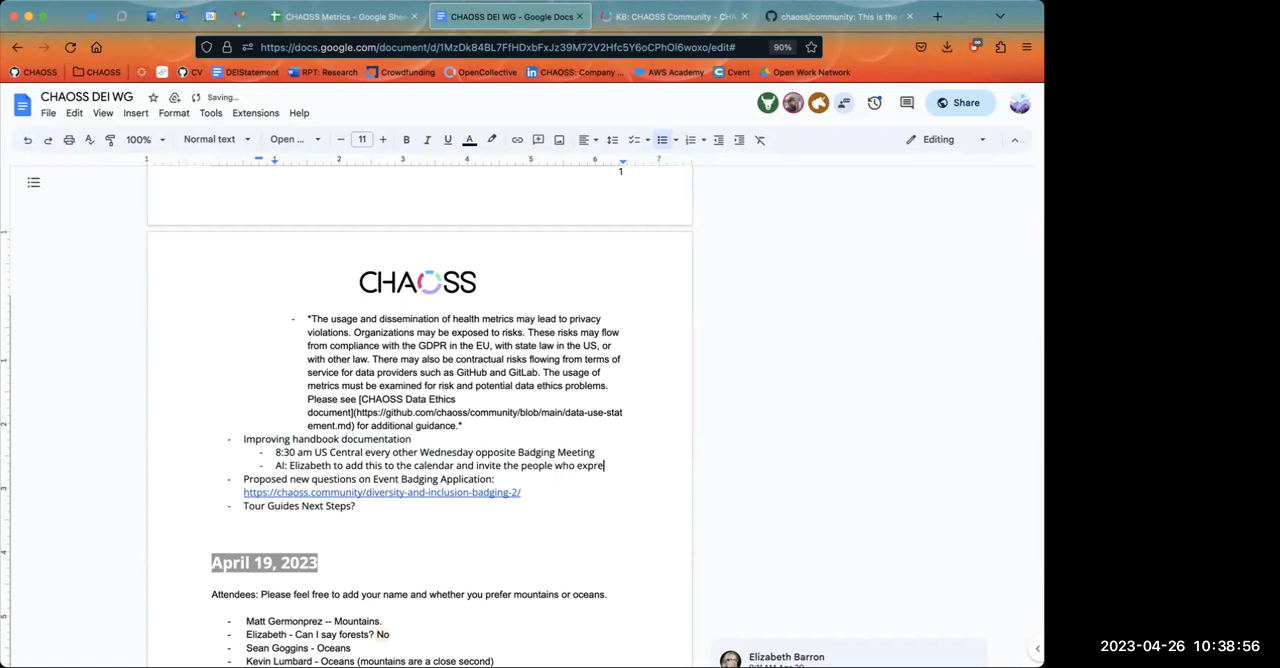 CHAOSS Metrics - Google She
CHAOSS DEI WG - Google Docs
KB: CHAOSS Community - CHA
chaoss/community: This is the
https://docs.google.com/document/d/1MzDk84BL7FfHDxbFxJz39M72V2Hfc5Y6oCPhOl6woxo/edit#
90%
CHAOSS
CHAOSS
CV
DEIStatement
RPT: Research
Crowdfunding
OpenCollective
CHAOSS: Company ...
AWS Academy
Cvent
Open Work Network
CHAOSS DEI WG
Saving...
File Edit View Insert Format Tools Extensions Help
Share
100%
Normal text
Open ...
11
Editing
1 1 2 3 4 5 6 7
1
CHAOSS
- *The usage and dissemination of health metrics may lead to privacy
violations. Organizations may be exposed to risks. These risks may flow
from compliance with the GDPR in the EU, with state law in the US, or
with other law. There may also be contractual risks flowing from terms of
service for data providers such as GitHub and GitLab. The usage of
metrics must be examined for risk and potential data ethics problems.
Please see [CHAOSS Data Ethics
document](https://github.com/chaoss/community/blob/main/data-use-stat
ement.md) for additional guidance.*
- Improving handbook documentation
- 8:30 am US Central every other Wednesday opposite Badging Meeting
- AI: Elizabeth to add this to the calendar and invite the people who expre
- Proposed new questions on Event Badging Application:
https://chaoss.community/diversity-and-inclusion-badging-2/
- Tour Guides Next Steps?
April 19, 2023
Attendees: Please feel free to add your name and whether you prefer mountains or oceans.
- Matt Germonprez -- Mountains.
- Elizabeth - Can I say forests? No
- Sean Goggins - Oceans
- Kevin Lumbard - Oceans (mountains are a close second)
Elizabeth Barron
2023-04-26 10:38:56